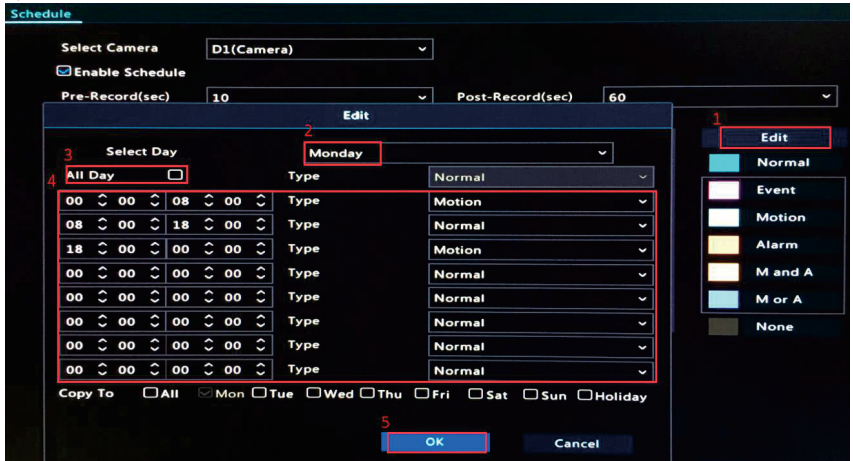 Schedule
Select Camera D1(Camera)
Enable Schedule
Pre-Record(sec) 10 Post-Record(sec) 60
Edit
1
Edit
2
3 Select Day Monday
Normal
4 All Day Type Normal
Event
00 00 08 00 Type Motion
Motion
08 00 18 00 Type Normal
Alarm
18 00 00 00 Type Motion
M and A
00 00 00 00 Type Normal
M or A
00 00 00 00 Type Normal
None
00 00 00 00 Type Normal
00 00 00 00 Type Normal
00 00 00 00 Type Normal
Copy To All Mon Tue Wed Thu Fri Sat Sun Holiday
5
OK Cancel